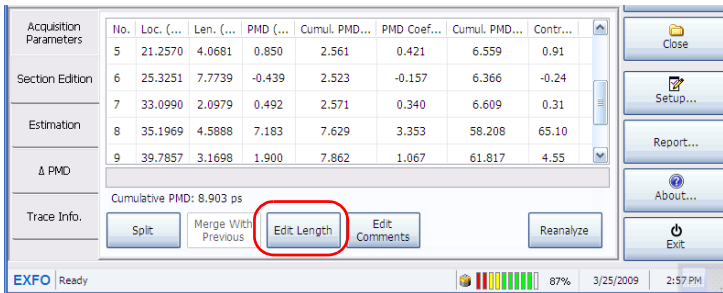 Acquisition
Parameters
Section Edition
Estimation
Δ PMD
Trace Info.
No. Loc. (... Len. (... PMD (... Cumul. PMD... PMD Coef... Cumul. PMD... Contr...
5 21.2570 4.0681 0.850 2.561 0.421 6.559 0.91
6 25.3251 7.7739 -0.439 2.523 -0.157 6.366 -0.24
7 33.0990 2.0979 0.492 2.571 0.340 6.609 0.31
8 35.1969 4.5888 7.183 7.629 3.353 58.208 65.10
9 39.7857 3.1698 1.900 7.862 1.067 61.817 4.55
Cumulative PMD: 8.903 ps
Split
Merge With
Previous
Edit Length
Edit
Comments
Reanalyze
Close
Setup...
Report...
About...
Exit
EXFO Ready 87% 3/25/2009 2:57 PM